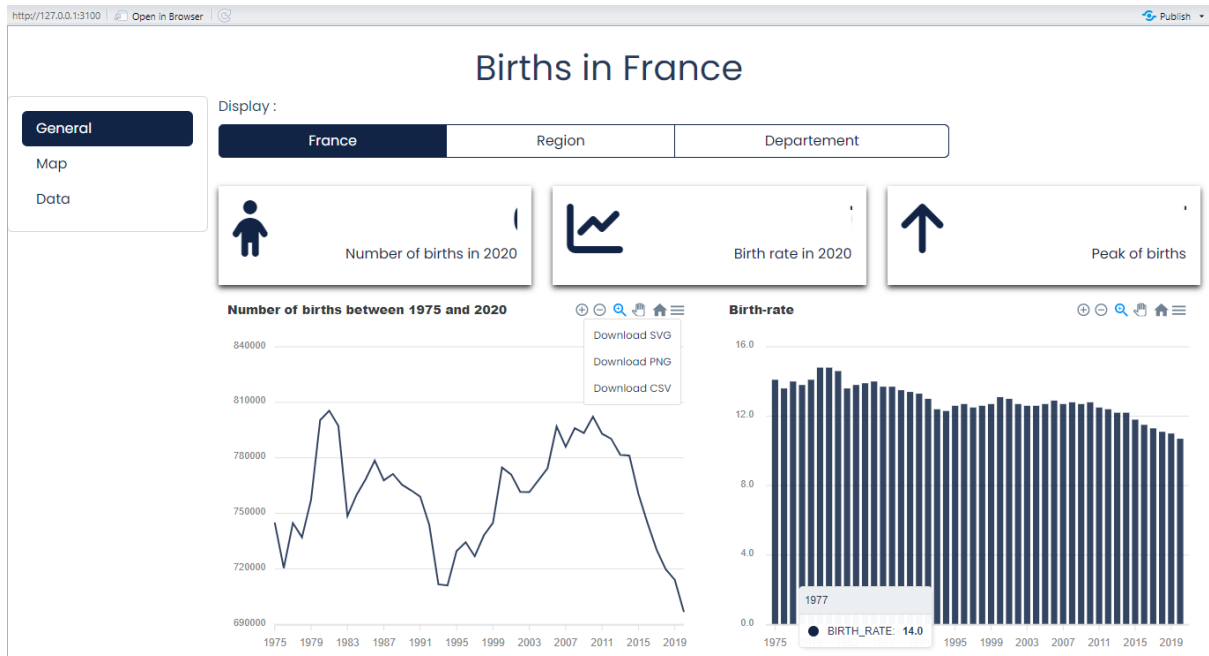 http://127.0.0.1:3100 Open in Browser Publish
Births in France
Display :
General
Map
Data
France Region Departement
Number of births in 2020
Birth rate in 2020
Peak of births
Number of births between 1975 and 2020
Download SVG
Download PNG
Download CSV
840000
810000
780000
750000
720000
690000
1975 1979 1983 1987 1991 1995 1999 2003 2007 2011 2015 2019
Birth-rate
16.0
12.0
8.0
4.0
0.0
1977
BIRTH_RATE: 14.0
1975 1995 1999 2003 2007 2011 2015 2019